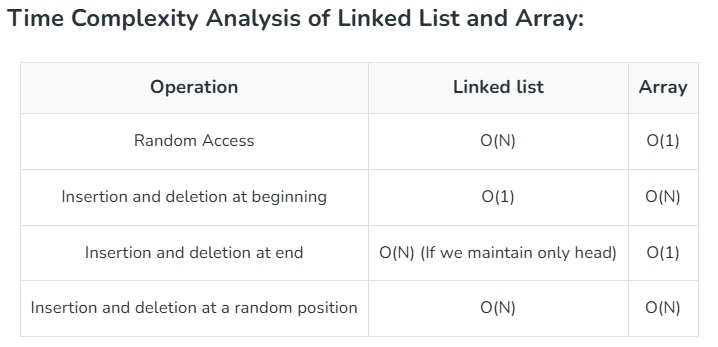 Time Complexity Analysis of Linked List and Array:
Operation Linked list Array
Random Access O(N) O(1)
Insertion and deletion at beginning O(1) O(N)
Insertion and deletion at end O(N) (If we maintain only head) O(1)
Insertion and deletion at a random position O(N) O(N)